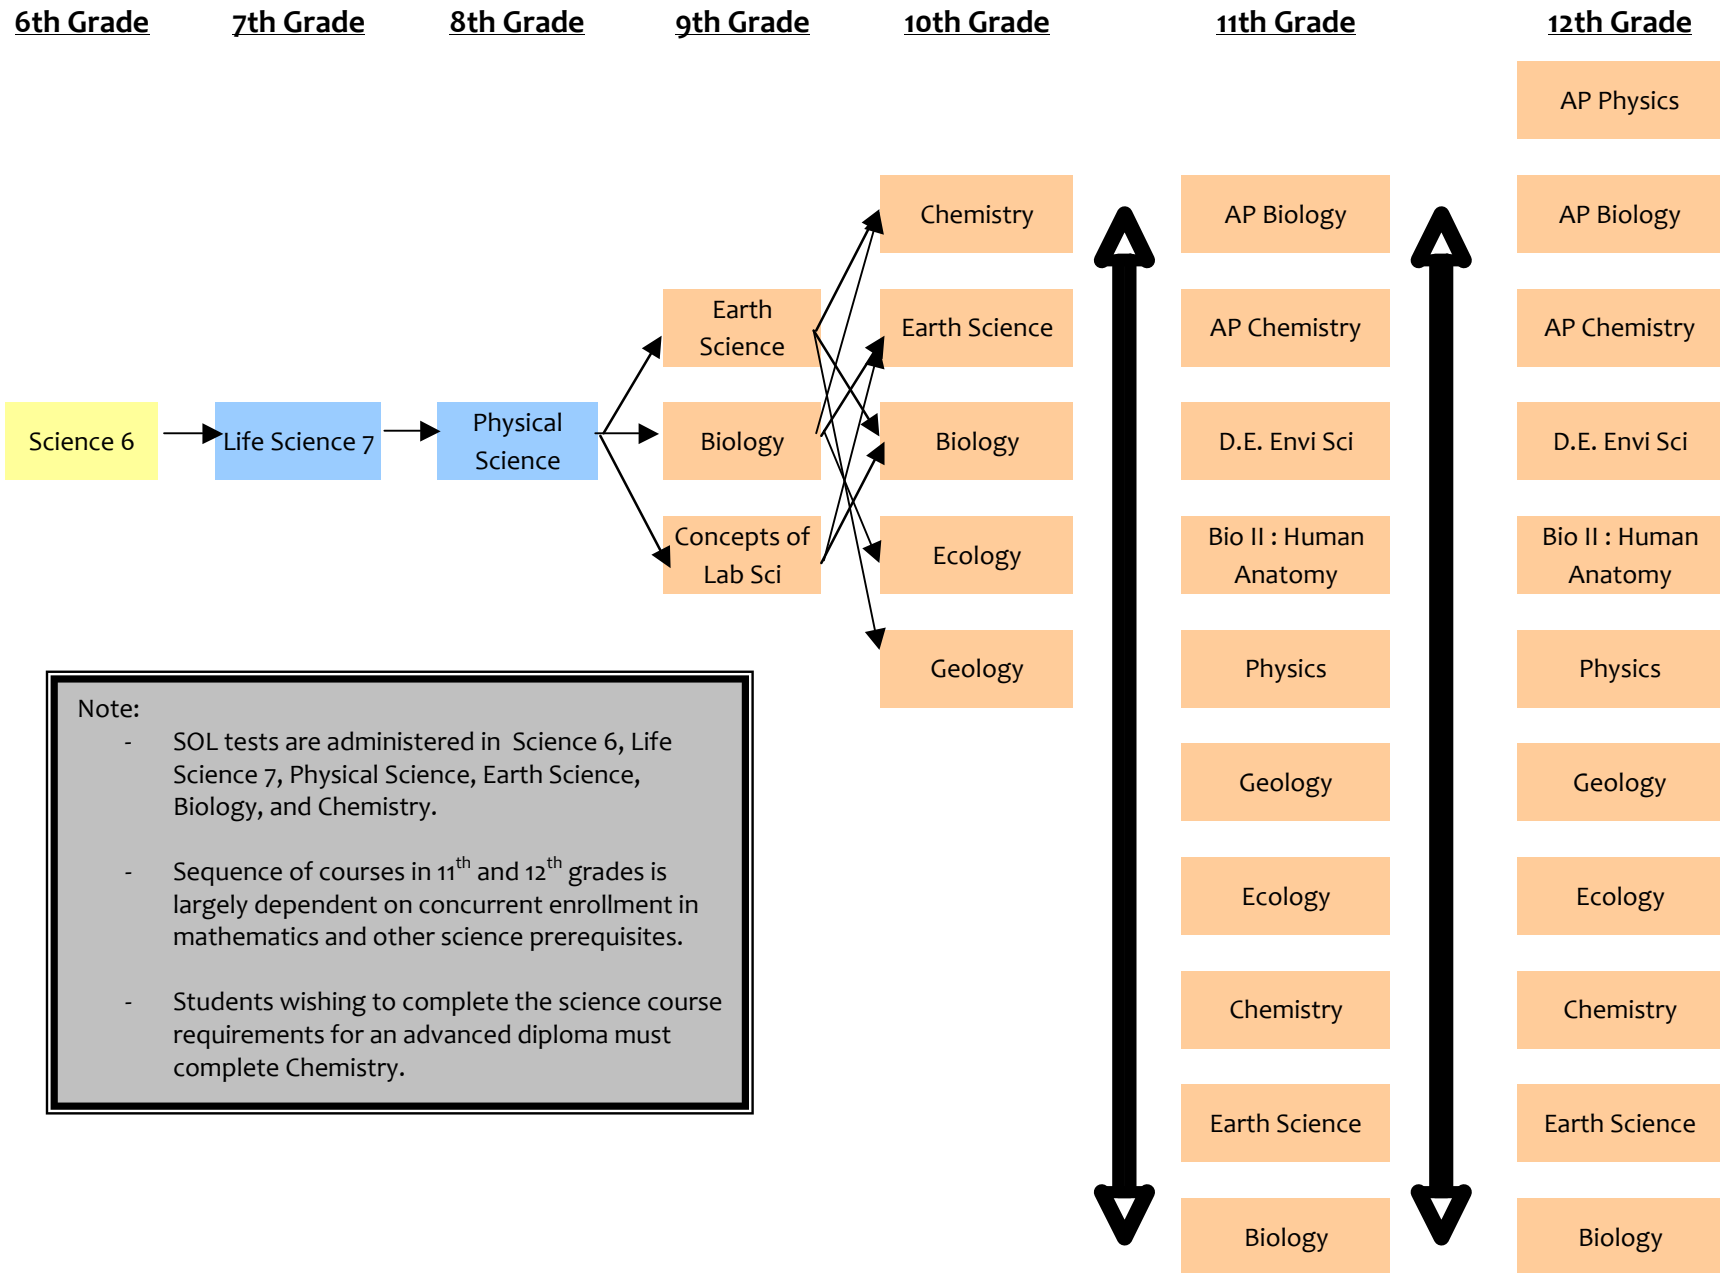 6th Grade 7th Grade 8th Grade 9th Grade 10th Grade 11th Grade 12th Grade
AP Physics
Chemistry AP Biology AP Biology
Earth
Science
Earth Science AP Chemistry AP Chemistry
Science 6 Life Science 7
Physical
Science
Biology Biology D.E. Envi Sci D.E. Envi Sci
Concepts of
Lab Sci
Ecology
Bio II : Human
Anatomy
Bio II : Human
Anatomy
Geology Physics Physics
Note:
- SOL tests are administered in Science 6, Life
Science 7, Physical Science, Earth Science,
Biology, and Chemistry.
- Sequence of courses in 11th and 12th grades is
largely dependent on concurrent enrollment in
mathematics and other science prerequisites.
- Students wishing to complete the science course
requirements for an advanced diploma must
complete Chemistry.
Geology Geology
Ecology Ecology
Chemistry Chemistry
Earth Science Earth Science
Biology Biology